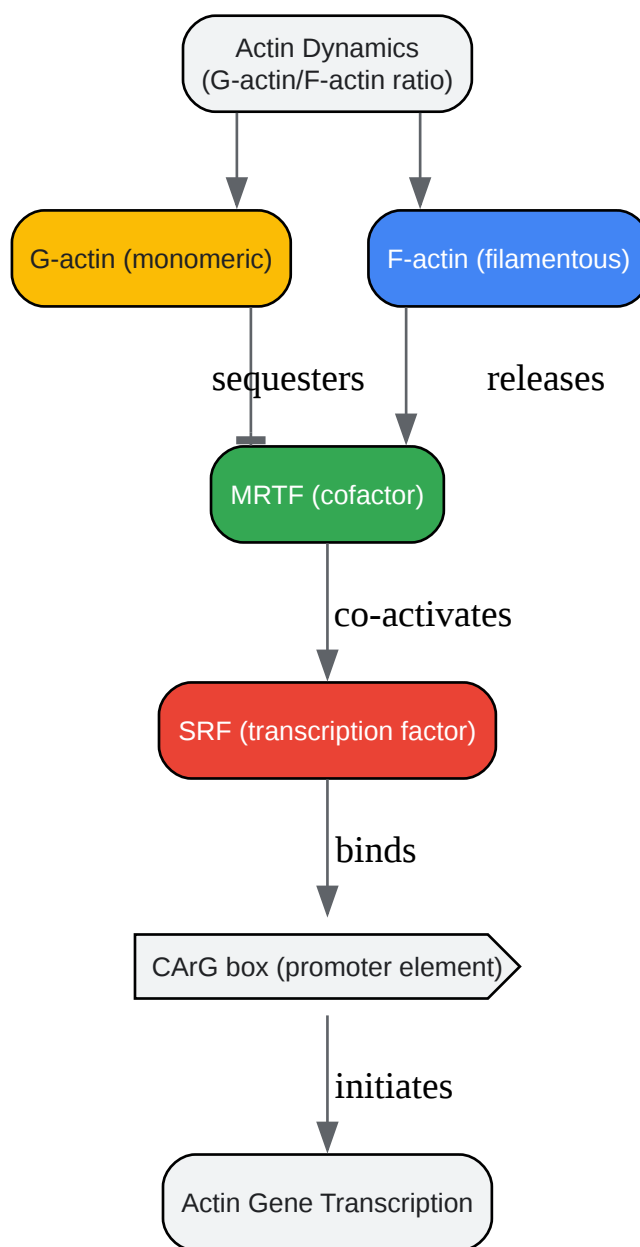 Actin Dynamics
(G-actin/F-actin ratio)
G-actin (monomeric)
F-actin (filamentous)
sequesters
releases
MRTF (cofactor)
co-activates
SRF (transcription factor)
binds
CArG box (promoter element)
initiates
Actin Gene Transcription